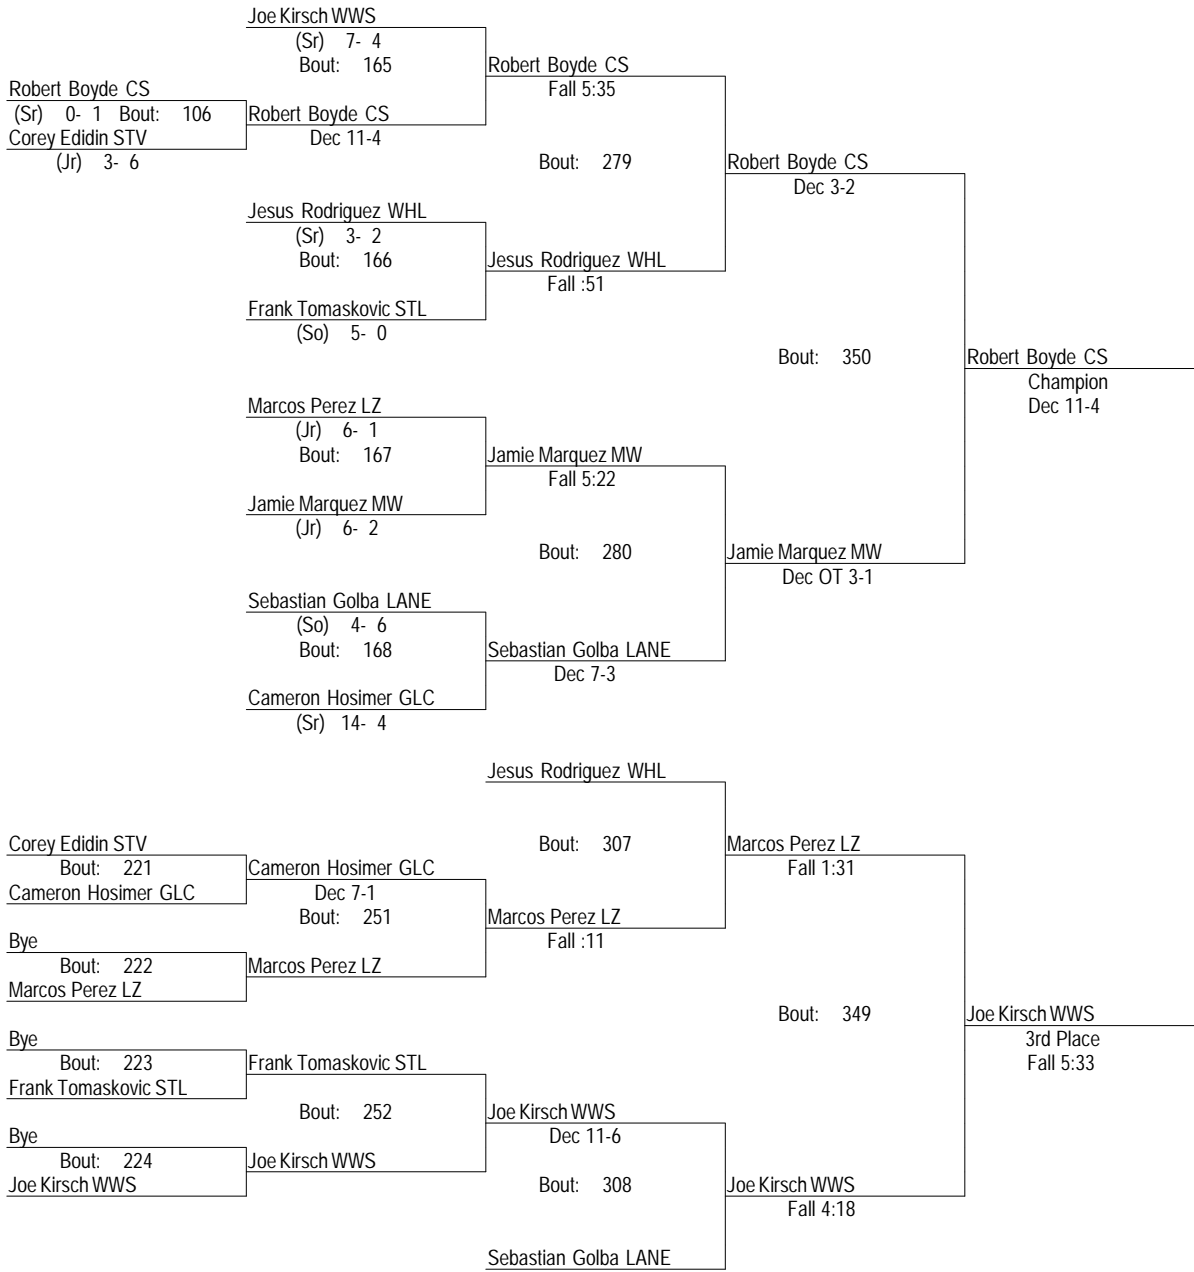 Joe Kirsch WWS
(Sr) 7- 4
Bout: 165
Robert Boyde CS
Fall 5:35
Robert Boyde CS
(Sr) 0- 1 Bout: 106
Robert Boyde CS
Dec 11-4
Corey Edidin STV
(Jr) 3- 6
Bout: 279
Robert Boyde CS
Dec 3-2
Jesus Rodriguez WHL
(Sr) 3- 2
Bout: 166
Jesus Rodriguez WHL
Fall :51
Frank Tomaskovic STL
(So) 5- 0
Bout: 350
Robert Boyde CS
Champion
Dec 11-4
Marcos Perez LZ
(Jr) 6- 1
Bout: 167
Jamie Marquez MW
Fall 5:22
Jamie Marquez MW
(Jr) 6- 2
Bout: 280
Jamie Marquez MW
Dec OT 3-1
Sebastian Golba LANE
(So) 4- 6
Bout: 168
Sebastian Golba LANE
Dec 7-3
Cameron Hosimer GLC
(Sr) 14- 4
Jesus Rodriguez WHL
Bout: 307
Marcos Perez LZ
Fall 1:31
Corey Edidin STV
Bout: 221
Cameron Hosimer GLC
Cameron Hosimer GLC
Dec 7-1
Bout: 251
Marcos Perez LZ
Fall :11
Bye
Bout: 222
Marcos Perez LZ
Marcos Perez LZ
Bout: 349
Joe Kirsch WWS
3rd Place
Fall 5:33
Bye
Bout: 223
Frank Tomaskovic STL
Frank Tomaskovic STL
Bout: 252
Joe Kirsch WWS
Dec 11-6
Bye
Bout: 224
Joe Kirsch WWS
Joe Kirsch WWS
Bout: 308
Joe Kirsch WWS
Fall 4:18
Sebastian Golba LANE